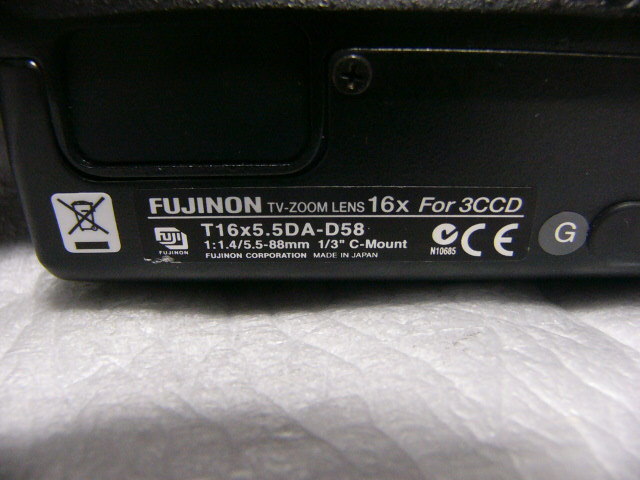 FUJINON TV-ZOOM LENS 16x For 3CCD
FUJI
FUJINON
T16x5.5DA-D58
1:1.4/5.5-88mm 1/3" C-Mount
FUJINON CORPORATION MADE IN JAPAN
N10685
CE
G